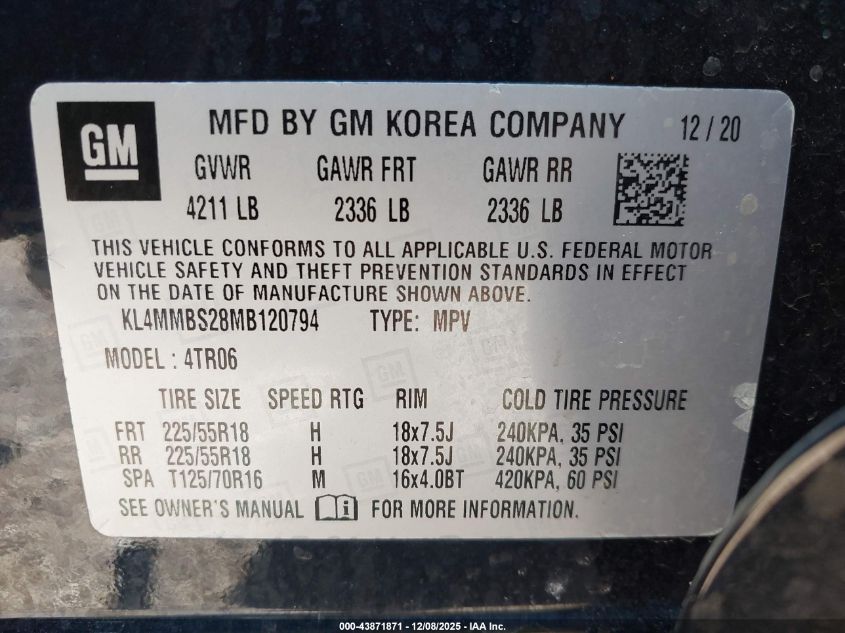 GM
MFD BY GM KOREA COMPANY 12 / 20
GVWR GAWR FRT GAWR RR
4211 LB 2336 LB 2336 LB
THIS VEHICLE CONFORMS TO ALL APPLICABLE U.S. FEDERAL MOTOR
VEHICLE SAFETY AND THEFT PREVENTION STANDARDS IN EFFECT
ON THE DATE OF MANUFACTURE SHOWN ABOVE.
KL4MMBS28MB120794 TYPE: MPV
MODEL : 4TR06
TIRE SIZE SPEED RTG RIM COLD TIRE PRESSURE
FRT 225/55R18 H 18x7.5J 240KPA, 35 PSI
RR 225/55R18 H 18x7.5J 240KPA, 35 PSI
SPA T125/70R16 M 16x4.0BT 420KPA, 60 PSI
SEE OWNER'S MANUAL i FOR MORE INFORMATION.
000-43871871 - 12/08/2025 - IAA Inc.